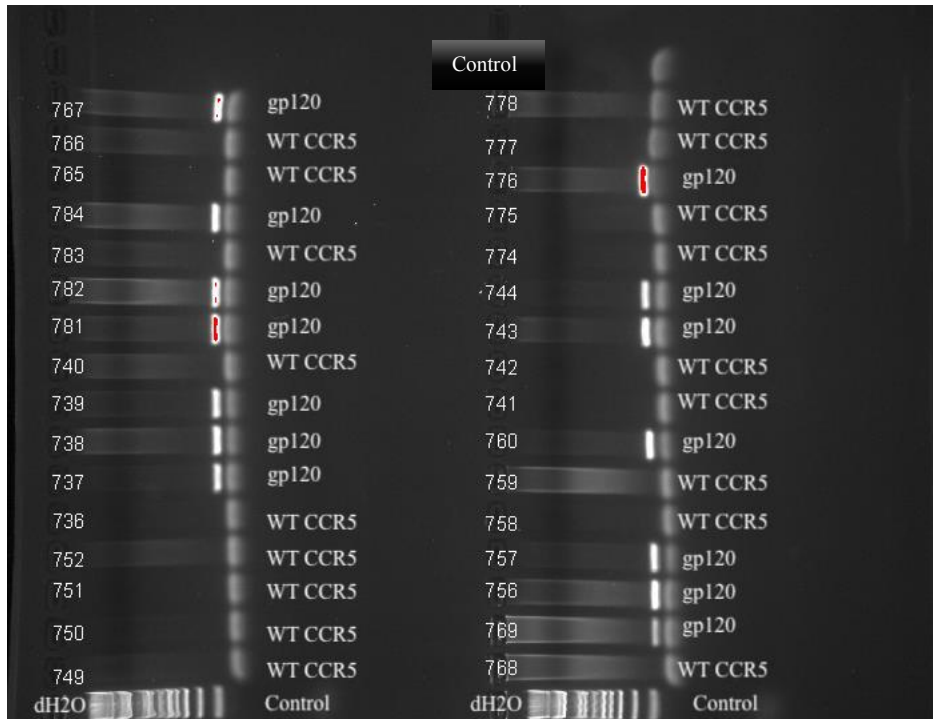 Control
767 gp120
766 WT CCR5
765 WT CCR5
784 gp120
783 WT CCR5
782 gp120
781 gp120
740 WT CCR5
739 gp120
738 gp120
737 gp120
736 WT CCR5
752 WT CCR5
751 WT CCR5
750 WT CCR5
749 WT CCR5
dH2O Control
778 WT CCR5
777 WT CCR5
776 gp120
775 WT CCR5
774 WT CCR5
744 gp120
743 gp120
742 WT CCR5
741 WT CCR5
760 gp120
759 WT CCR5
758 WT CCR5
757 gp120
756 gp120
769 gp120
768 WT CCR5
dH2O Control